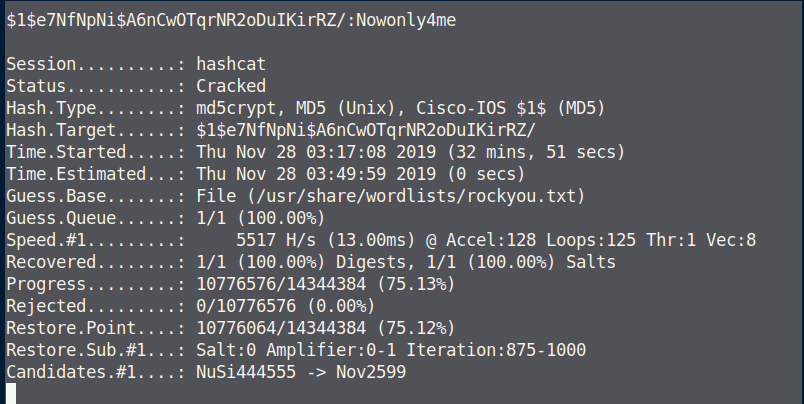 $1$e7NfNpNi$A6nCwOTqrNR2oDuIKirRZ/:Nowonly4me
Session..........: hashcat
Status...........: Cracked
Hash.Type........: md5crypt, MD5 (Unix), Cisco-IOS $1$ (MD5)
Hash.Target......: $1$e7NfNpNi$A6nCwOTqrNR2oDuIKirRZ/
Time.Started.....: Thu Nov 28 03:17:08 2019 (32 mins, 51 secs)
Time.Estimated...: Thu Nov 28 03:49:59 2019 (0 secs)
Guess.Base.......: File (/usr/share/wordlists/rockyou.txt)
Guess.Queue......: 1/1 (100.00%)
Speed.#1.........:     5517 H/s (13.00ms) @ Accel:128 Loops:125 Thr:1 Vec:8
Recovered........: 1/1 (100.00%) Digests, 1/1 (100.00%) Salts
Progress.........: 10776576/14344384 (75.13%)
Rejected.........: 0/10776576 (0.00%)
Restore.Point....: 10776064/14344384 (75.12%)
Restore.Sub.#1...: Salt:0 Amplifier:0-1 Iteration:875-1000
Candidates.#1....: NuSi444555 -> Nov2599